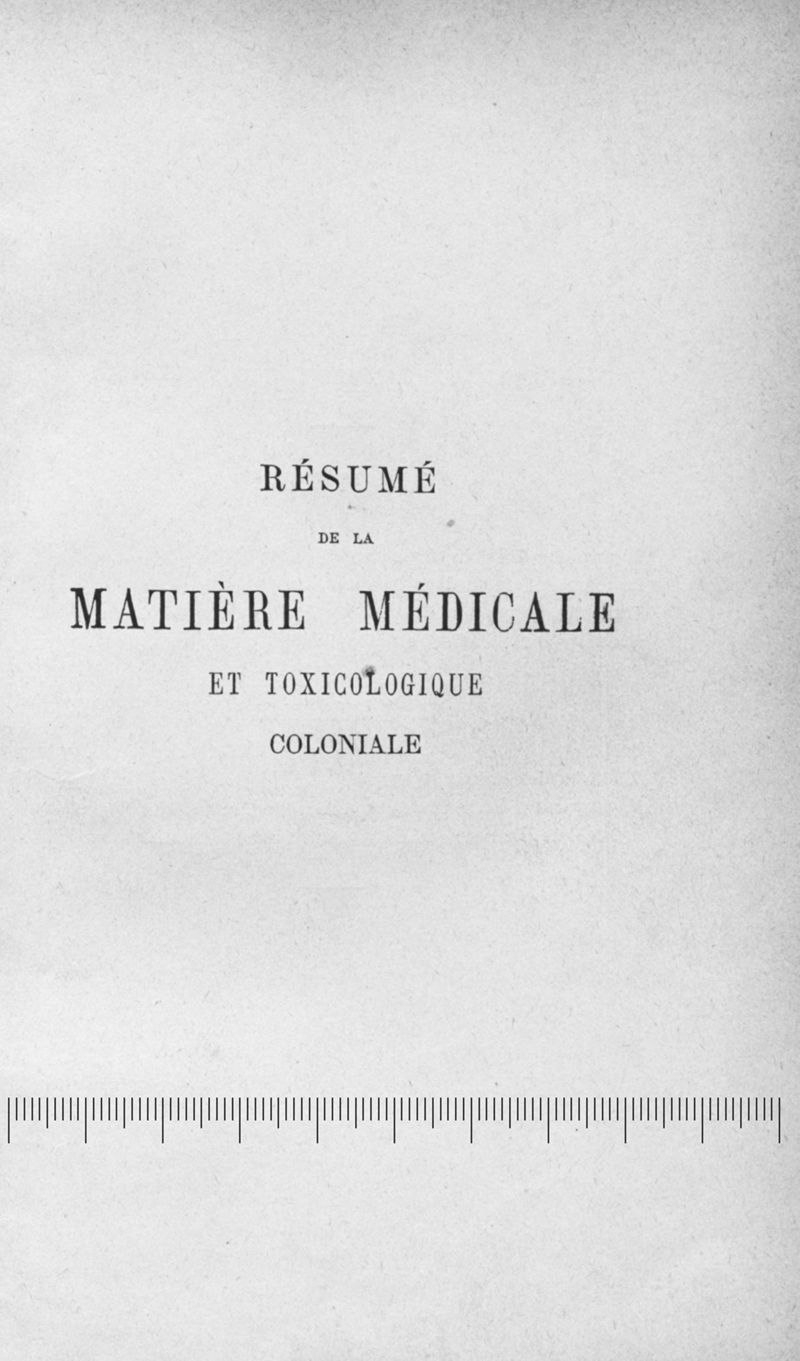 RÉSUMÉ
DE LA
MATIÈRE MÉDICALE
ET TOXICOLOGIQUE
COLONIALE